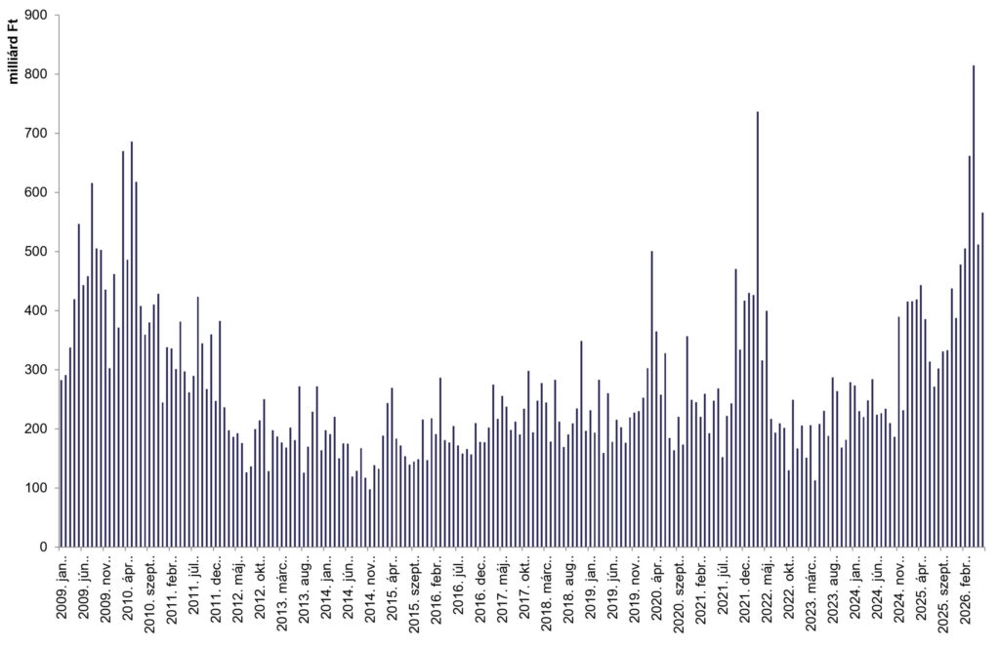 milliárd Ft
900
800
700
600
500
400
300
200
100
0
2009. jan..
2009. jún..
2009. nov..
2010. ápr..
2010. szept..
2011. febr..
2011. júl..
2011. dec..
2012. máj..
2012. okt..
2013. márc..
2013. aug..
2014. jan..
2014. jún..
2014. nov..
2015. ápr..
2015. szept..
2016. febr..
2016. júl..
2016. dec..
2017. máj..
2017. okt..
2018. márc..
2018. aug..
2019. jan..
2019. jún..
2019. nov..
2020. ápr..
2020. szept..
2021. febr..
2021. júl..
2021. dec..
2022. máj..
2022. okt..
2023. márc..
2023. aug..
2024. jan..
2024. jún..
2024. nov..
2025. ápr..
2025. szept..
2026. febr..